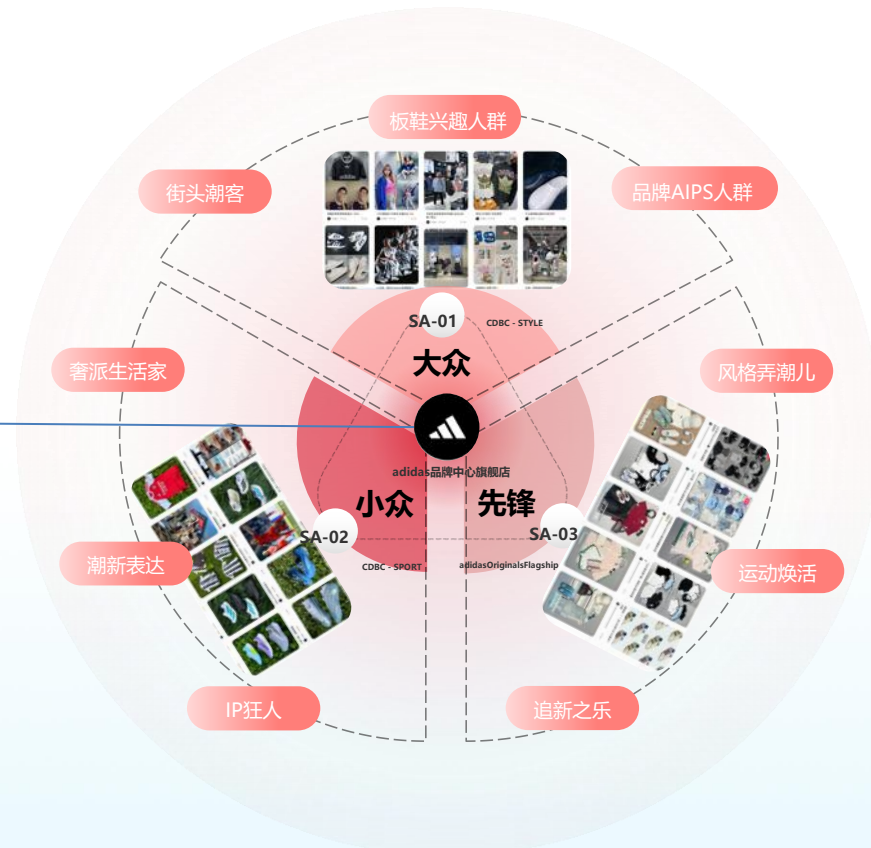 板鞋兴趣人群
街头潮客
品牌AIPS人群
SA-01
CDBC - STYLE
大众
奢派生活家
风格弄潮儿
adidas品牌中心旗舰店
小众
先锋
SA-02
SA-03
CDBC - SPORT
adidasOriginalsFlagship
潮新表达
运动焕活
IP狂人
追新之乐